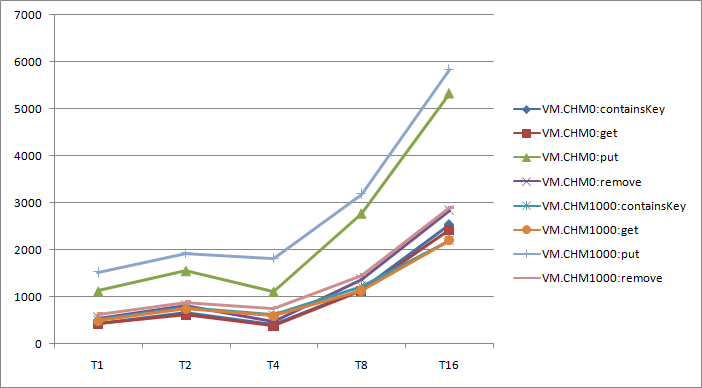 7000
6000
5000
4000
3000
2000
1000
0
T1 T2 T4 T8 T16
VM.CHM0:containsKey
VM.CHM0:get
VM.CHM0:put
VM.CHM0:remove
VM.CHM1000:containsKey
VM.CHM1000:get
VM.CHM1000:put
VM.CHM1000:remove